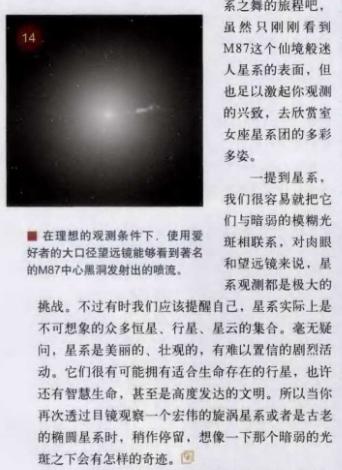 系之舞的旅程吧，
虽然只刚刚看到
M87这个仙境般迷
人星系的表面，但
也足以激起你观测
的兴致，去欣赏室
女座星系团的多彩
多姿。
一提到星系，
我们很容易就把它
们与暗弱的模糊光
斑相联系，对肉眼
和望远镜来说，星
系观测都是极大的
14
■ 在理想的观测条件下，使用爱
好者的大口径望远镜能够看到著名
的M87中心黑洞发射出的喷流。
挑战。不过有时我们应该提醒自己，星系实际上是
不可想象的众多恒星、行星、星云的集合。毫无疑
问，星系是美丽的、壮观的，有难以置信的剧烈活
动。它们很有可能拥有适合生命存在的行星，也许
还有智慧生命，甚至是高度发达的文明。所以当你
再次透过目镜观察一个宏伟的旋涡星系或者是古老
的椭圆星系时，稍作停留，想像一下那个暗弱的光
斑之下会有怎样的奇迹。